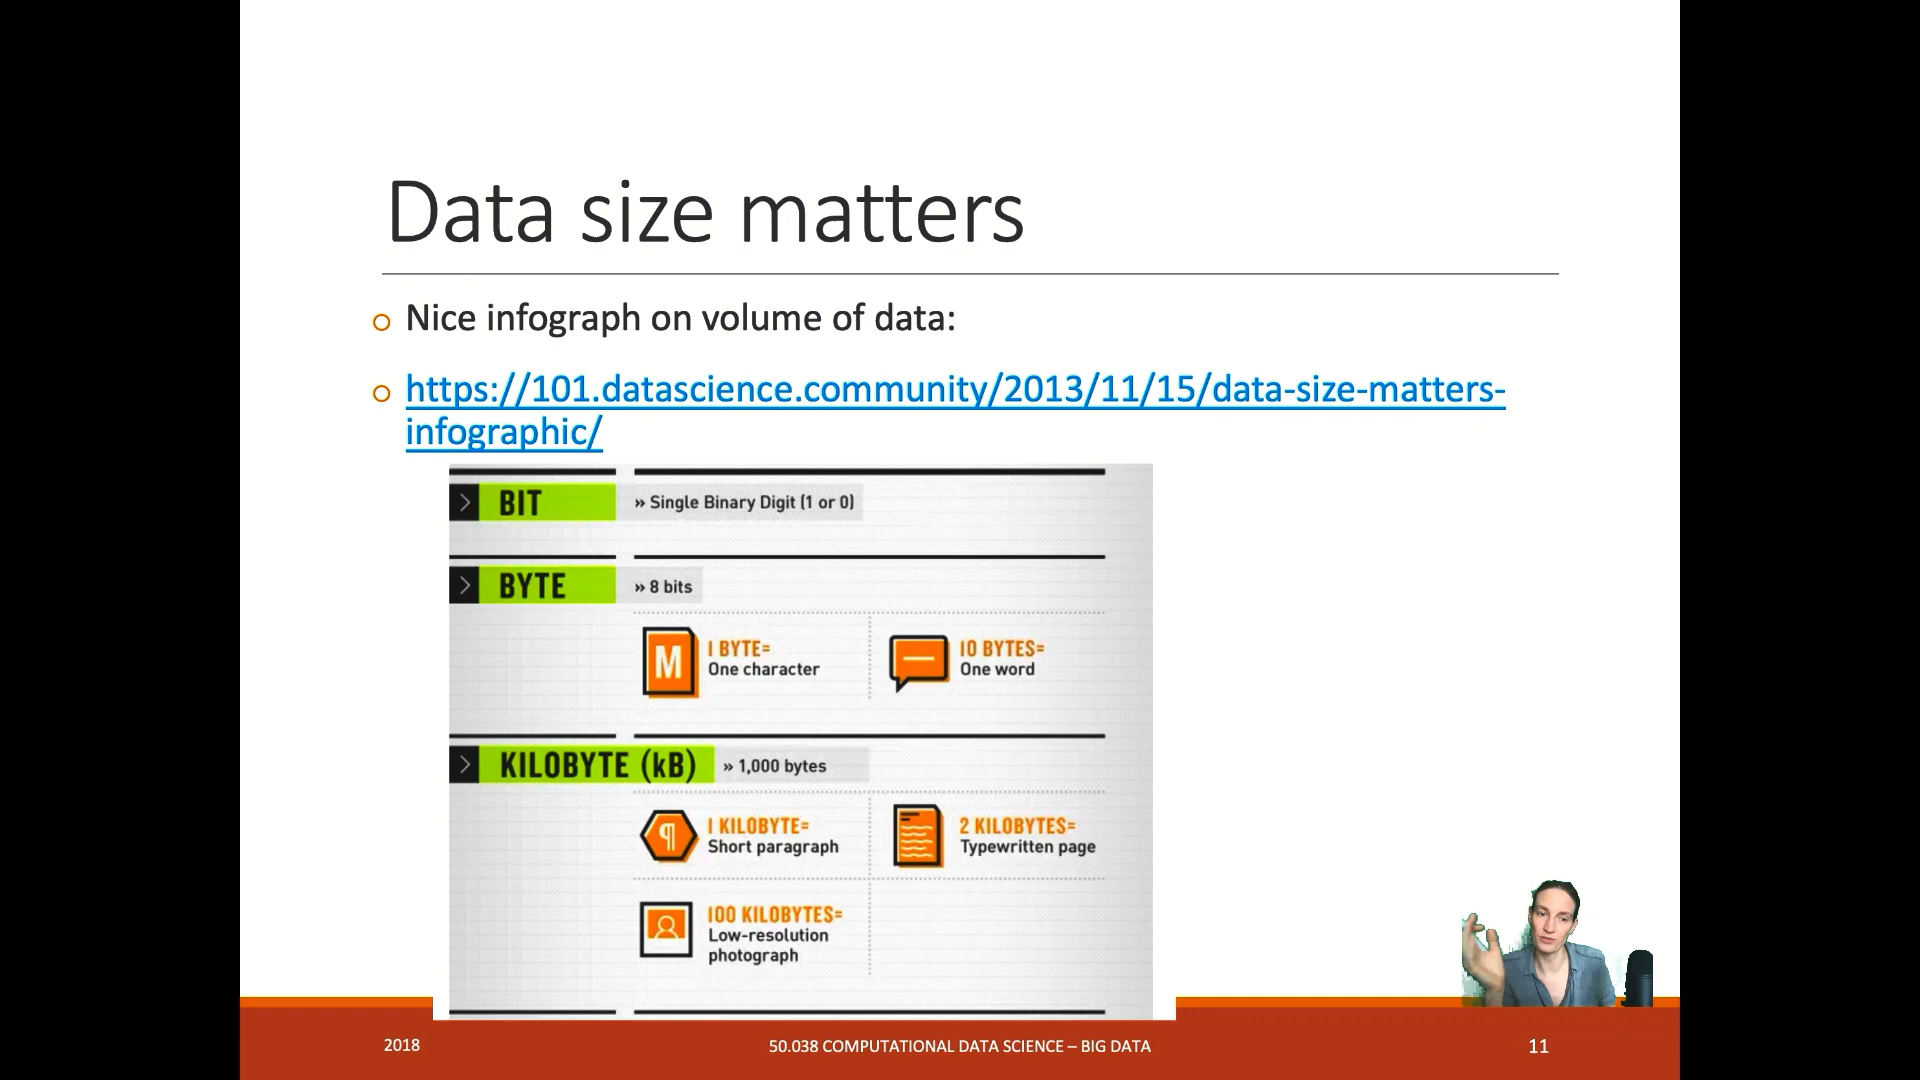 Data size matters
Nice infograph on volume of data:
https://101.datascience.community/2013/11/15/data-size-matters-
infographic/
BIT
» Single Binary Digit (1 or 0)
BYTE
» 8 bits
M
1 BYTE=
One character
10 BYTES=
One word
KILOBYTE (kB)
» 1,000 bytes
¶
1 KILOBYTE=
Short paragraph
2 KILOBYTES=
Typewritten page
100 KILOBYTES=
Low-resolution
photograph
2018
50.038 COMPUTATIONAL DATA SCIENCE – BIG DATA
11